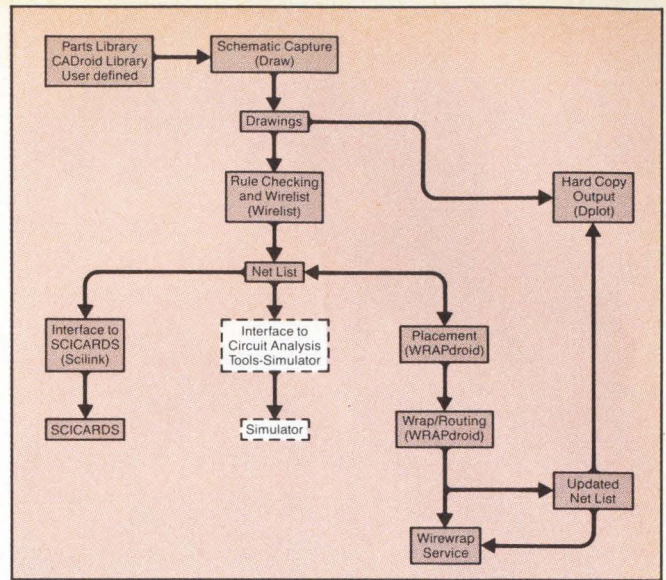 Parts Library
CADroid Library
User defined
Schematic Capture
(Draw)
Drawings
Rule Checking
and Wirelist
(Wirelist)
Hard Copy
Output
(Dplot)
Net List
Interface to
SCICARDS
(Scilink)
Interface to
Circuit Analysis
Tools-Simulator
Placement
(WRAPdroid)
SCICARDS
Simulator
Wrap/Routing
(WRAPdroid)
Updated
Net List
Wirewrap
Service